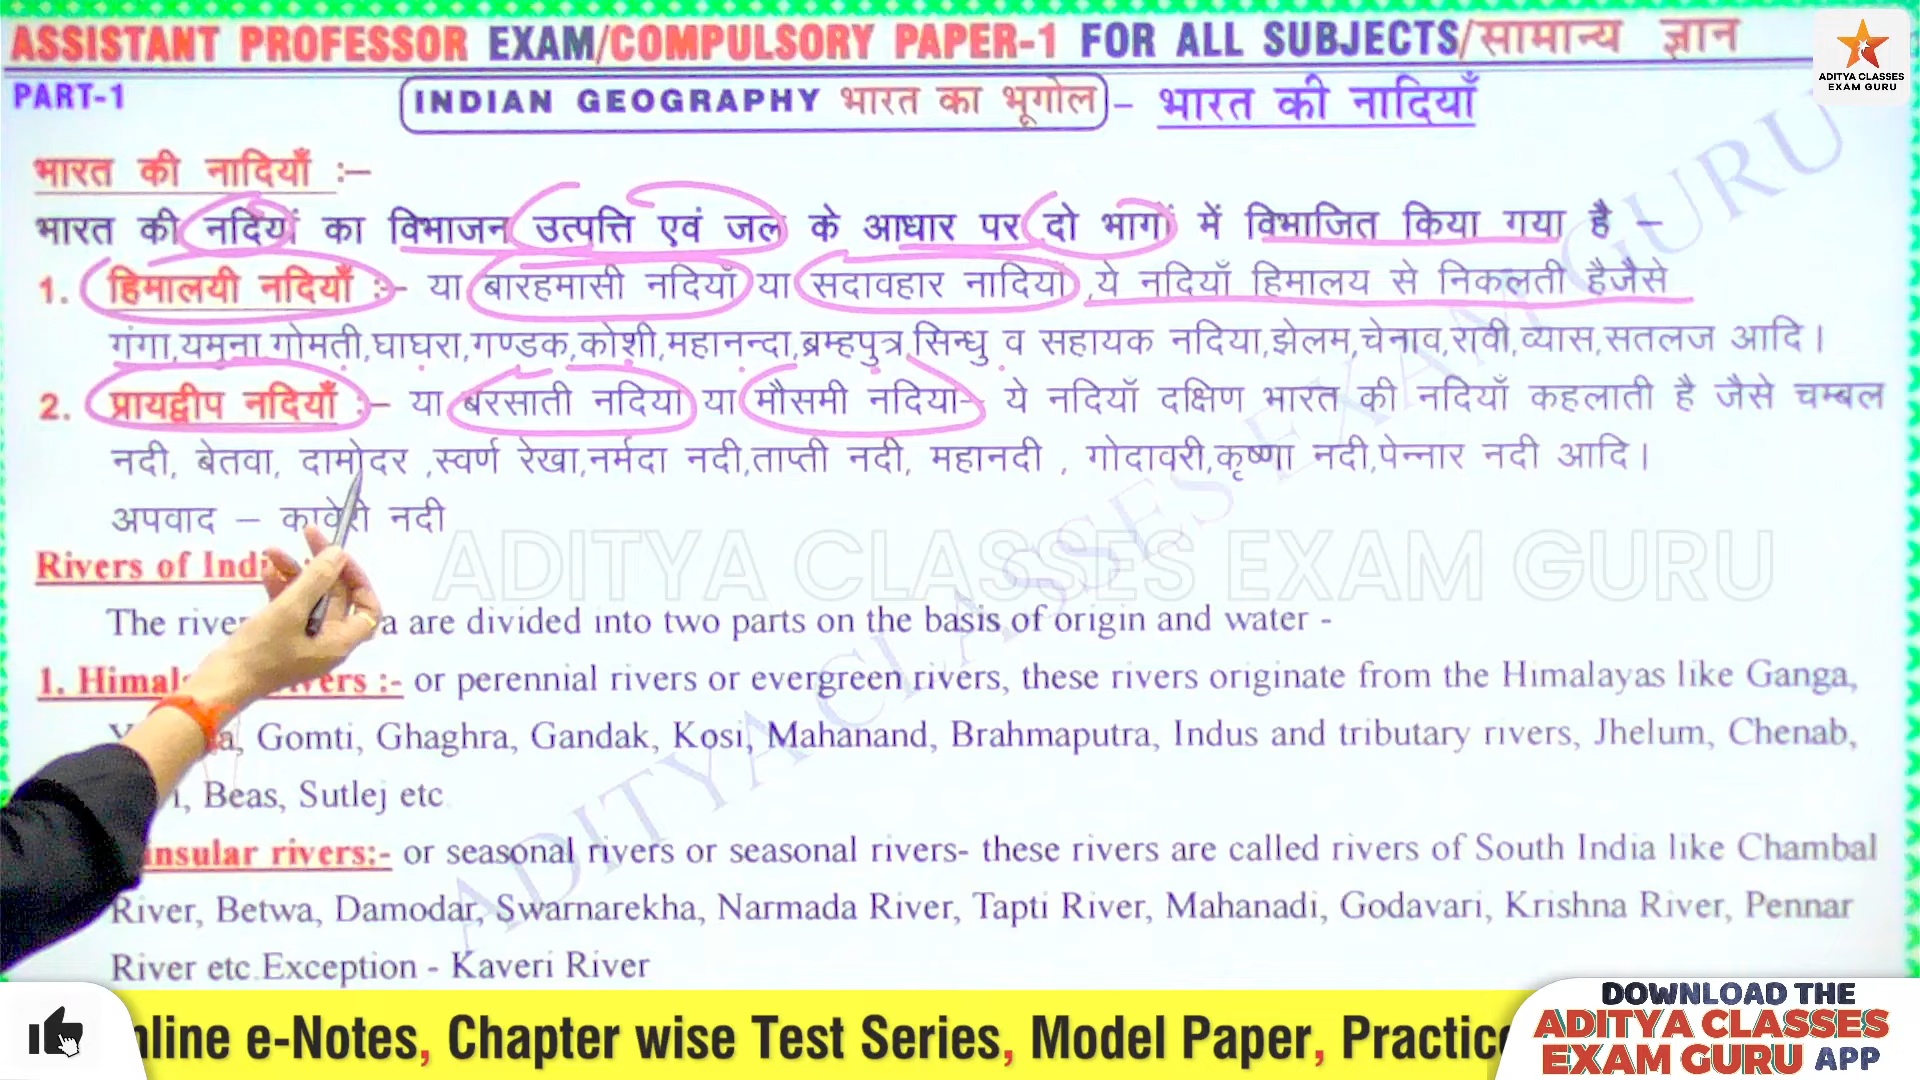 ASSISTANT PROFESSOR EXAM/COMPULSORY PAPER-1 FOR ALL SUBJECTS/सामान्य ज्ञान
ADITYA CLASSES
EXAM GURU
PART-1
INDIAN GEOGRAPHY भारत का भूगोल – भारत की नादियाँ
भारत की नादियाँ :–
भारत की नदियां का विभाजन उत्पत्ति एवं जल के आधार पर दो भागों में विभाजित किया गया है –
1. हिमालयी नदियाँ :- या बारहमासी नदियाँ या सदावहार नादियां ,ये नदियाँ हिमालय से निकलती हैजैसे
गंगा,यमुना गोमती,घाघरा,गण्डक,कोशी,महानन्दा,ब्रम्हपुत्र,सिन्धु व सहायक नदिया,झेलम,चेनाव,रावी,व्यास,सतलज आदि।
2. प्रायद्वीप नदियाँ :– या बरसाती नदिया या मौसमी नदिया- ये नदियॉ दक्षिण भारत की नदियाँ कहलाती है जैसे चम्बल
नदी, बेतवा, दामोदर ,स्वर्ण रेखा,नर्मदा नदी,ताप्ती नदी, महानदी , गोदावरी,कृष्णा नदी,पेन्नार नदी आदि।
अपवाद – कावेरी नदी
ADITYA CLASSES EXAM GURU
ADITYA CLASSES EXAM GURU
Rivers of
The are divided into two parts on the basis of origin and water -
1. :- or perennial rivers or evergreen rivers, these rivers originate from the Himalayas like Ganga,
Gomti, Ghaghra, Gandak, Kosi, Mahanand, Brahmaputra, Indus and tributary rivers, Jhelum, Chenab,
Beas, Sutlej etc
rivers:- or seasonal rivers or seasonal rivers- these rivers are called rivers of South India like Chambal
River, Betwa, Damodar, Swarnarekha, Narmada River, Tapti River, Mahanadi, Godavari, Krishna River, Pennar
River etc.Exception - Kaveri River
e-Notes, Chapter wise Test Series, Model Paper,
DOWNLOAD THE
ADITYA CLASSES
EXAM GURU APP